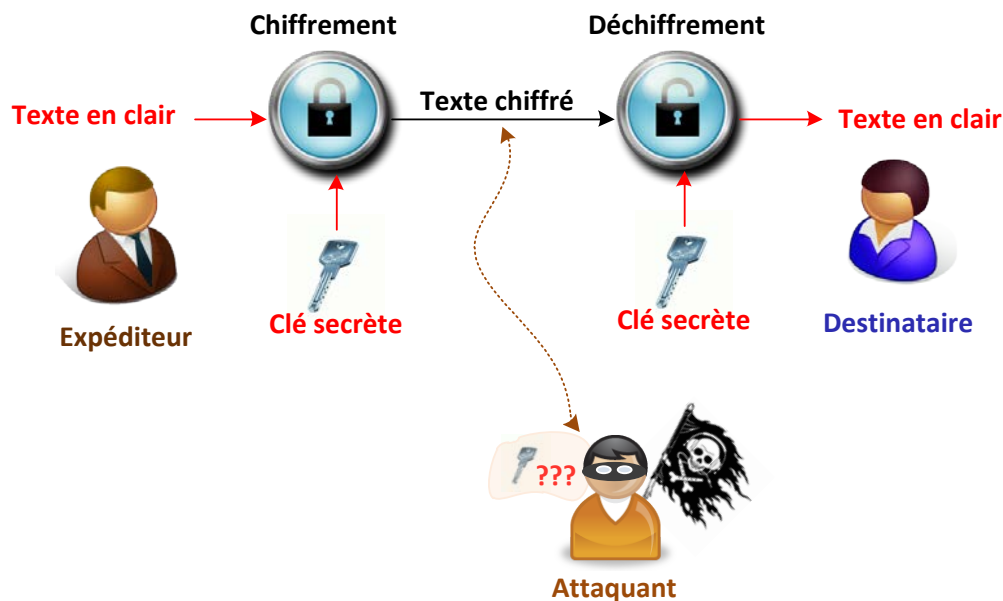 Chiffrement
Déchiffrement
Texte en clair
Texte chiffré
Texte en clair
Clé secrète
Clé secrète
Expéditeur
Destinataire
???
Attaquant